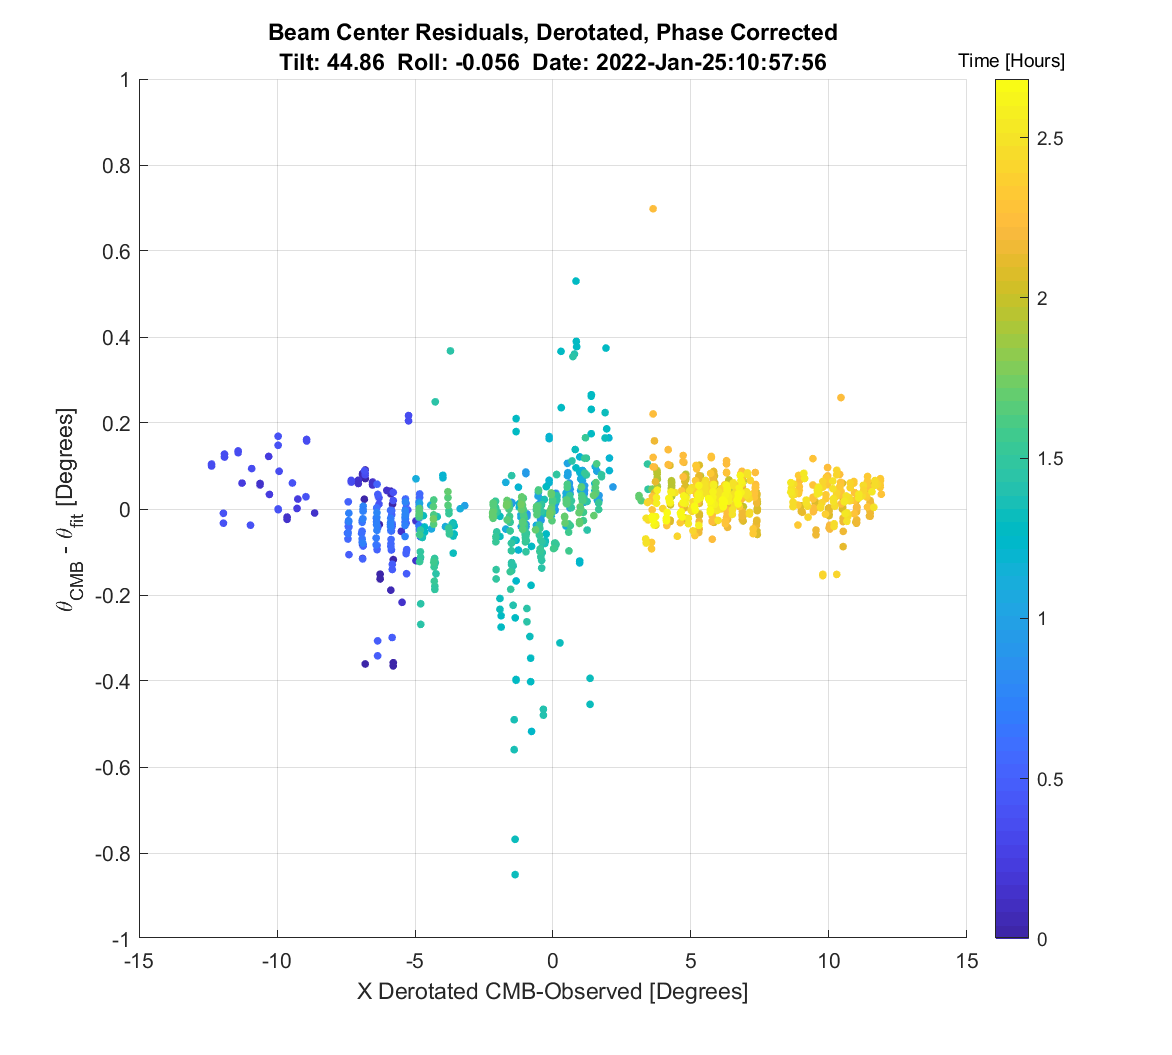 Beam Center Residuals, Derotated, Phase Corrected
Tilt: 44.86 Roll: -0.056 Date: 2022-Jan-25:10:57:56
Time [Hours]
1
0.8
0.6
0.4
0.2
0
-0.2
-0.4
-0.6
-0.8
-1
θCMB - θfit [Degrees]
-15 -10 -5 0 5 10 15
X Derotated CMB-Observed [Degrees]
2.5
2
1.5
1
0.5
0